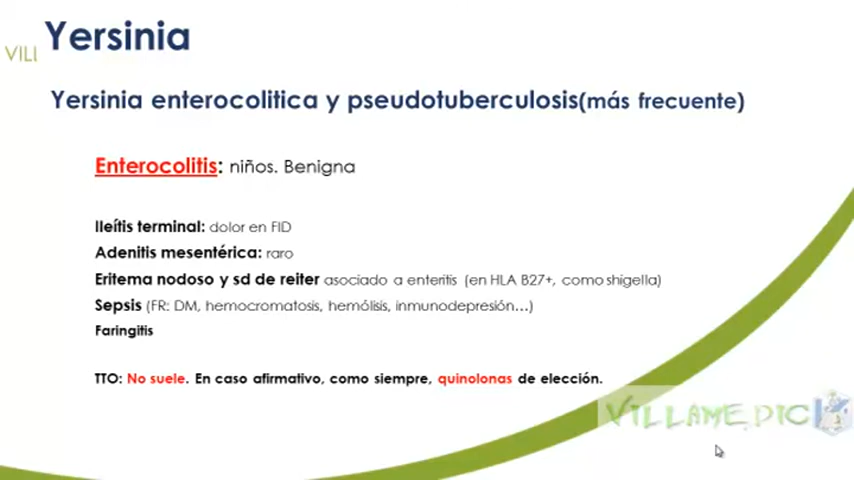 Yersinia
VILL
Yersinia enterocolitica y pseudotuberculosis(más frecuente)
Enterocolitis: niños. Benigna
Ileítis terminal: dolor en FID
Adenitis mesentérica: raro
Eritema nodoso y sd de reiter asociado a enteritis (en HLA B27+, como shigella)
Sepsis (FR: DM, hemocromatosis, hemólisis, inmunodepresión...)
Faringitis
TTO: No suele. En caso afirmativo, como siempre, quinolonas de elección.
VILLAMEDIC